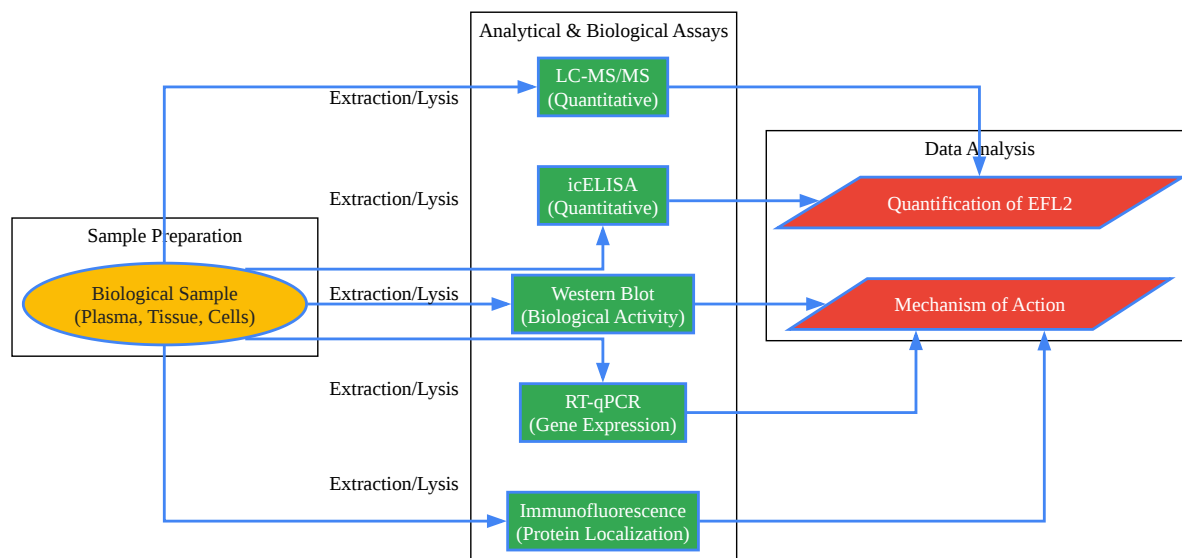 Analytical & Biological Assays
LC-MS/MS
(Quantitative)
Extraction/Lysis
Data Analysis
icELISA
(Quantitative)
Extraction/Lysis
Quantification of EFL2
Sample Preparation
Biological Sample
(Plasma, Tissue, Cells)
Extraction/Lysis
Western Blot
(Biological Activity)
Mechanism of Action
Extraction/Lysis
RT-qPCR
(Gene Expression)
Extraction/Lysis
Immunofluorescence
(Protein Localization)